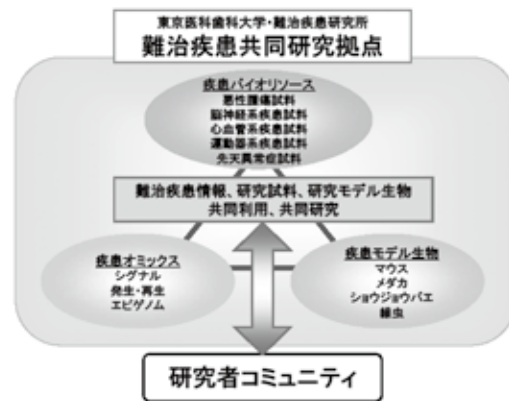 東京医科歯科大学・難治疾患研究所
難治疾患共同研究拠点
疾患バイオリソース
悪性腫瘍試料
脳神経系疾患試料
心血管系疾患試料
運動器系疾患試料
先天異常症試料
難治疾患情報、研究試料、研究モデル生物
共同利用、共同研究
疾患オミックス
シグナル
発生・再生
エピゲノム
疾患モデル生物
マウス
メダカ
ショウジョウバエ
線虫
研究者コミュニティ